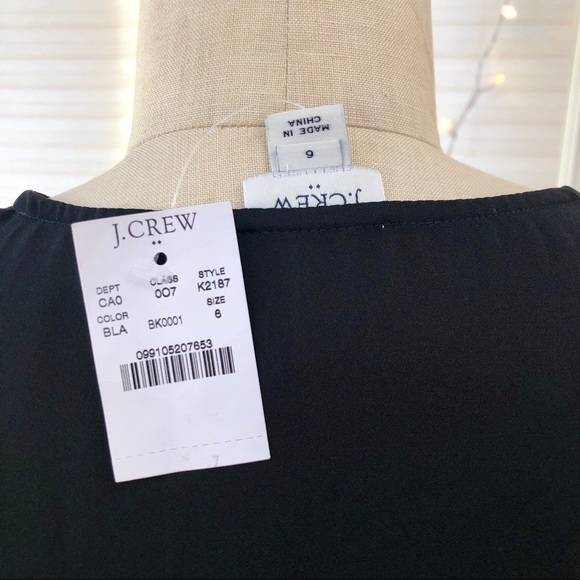 MADE IN
CHINA
6
J.CREW
J.CREW
DEPT CLASS STYLE
CA0 007 K2187
COLOR SIZE
BLA BK0001 6
099105207653